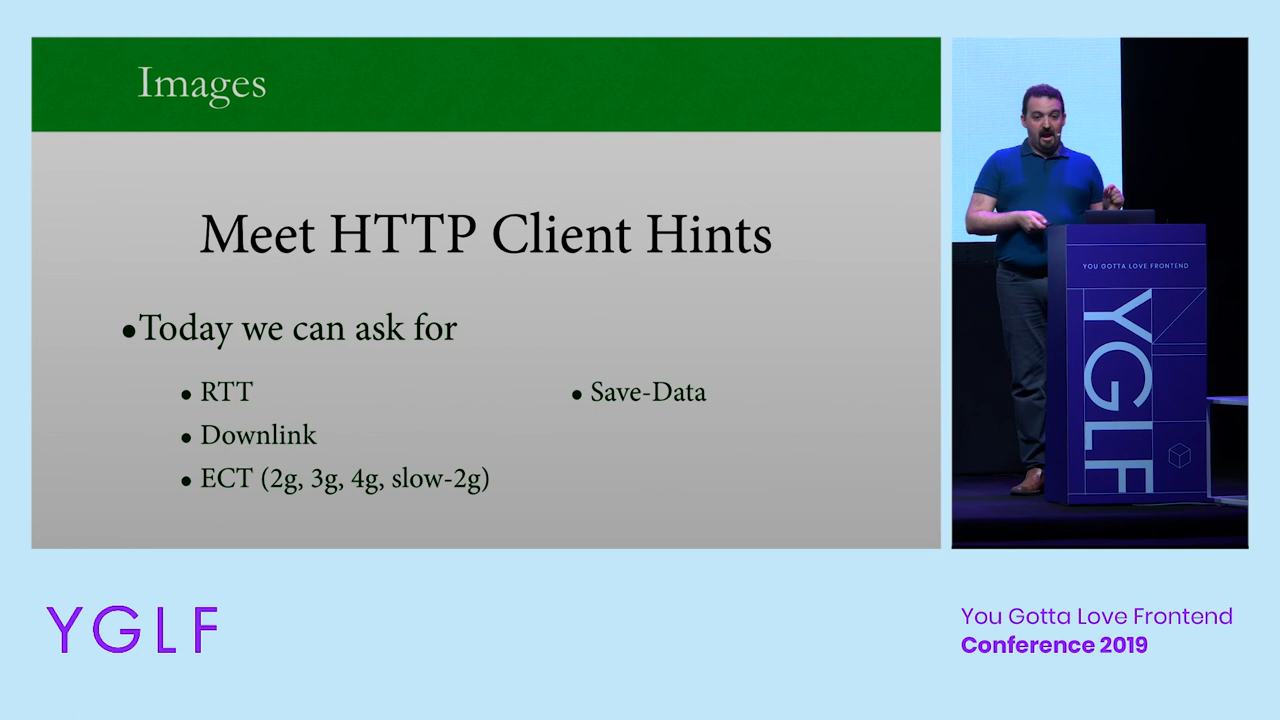 Images
Meet HTTP Client Hints
•Today we can ask for
• RTT
• Downlink
• ECT (2g, 3g, 4g, slow-2g)
• Save-Data
YOU GOTTA LOVE FRONTEND
YGLF
YGLF
You Gotta Love Frontend
Conference 2019